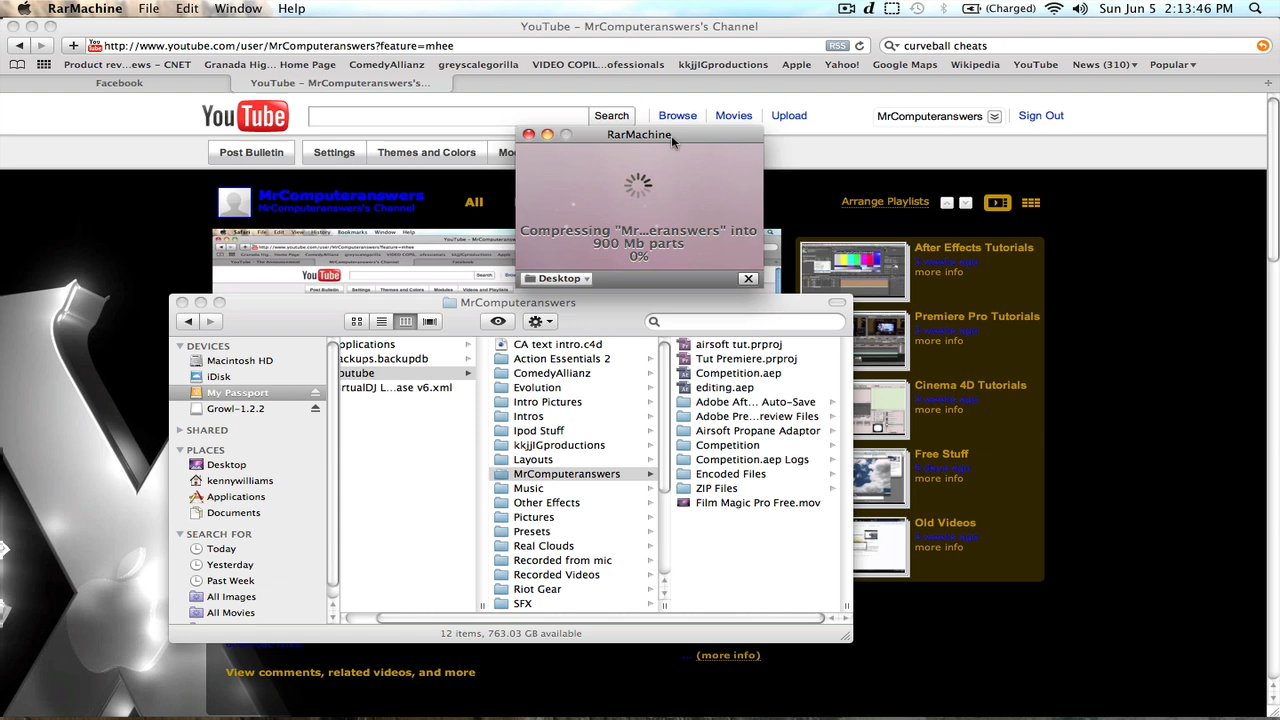 RarMachine File Edit Window Help (Charged) Sun Jun 5 2:13:46 PM
YouTube – MrComputeranswers's Channel
http://www.youtube.com/user/MrComputeranswers?feature=mhee RSS curveball cheats
Product rev...ews – CNET Granada Hig... Home Page ComedyAllianz greyscalegorilla VIDEO COPIL...ofessionals kkjjIGproductions Apple Yahoo! Google Maps Wikipedia YouTube News (310) Popular
Facebook YouTube – MrComputeranswers's...
YouTube Search Browse Movies Upload MrComputeranswers Sign Out
RarMachine
Post Bulletin Settings Themes and Colors
MrComputeranswers
MrComputeranswers's Channel
All
Arrange Playlists
Compressing "Mr...eranswers" into
900 Mb parts
0%
Desktop
After Effects Tutorials
more info
Premiere Pro Tutorials
more info
Cinema 4D Tutorials
more info
Free Stuff
more info
Old Videos
more info
MrComputeranswers
DEVICES
Macintosh HD
iDisk
My Passport
Growl-1.2.2
SHARED
PLACES
Desktop
kennywilliams
Applications
Documents
SEARCH FOR
Today
Yesterday
Past Week
All Images
All Movies
pplications
ackups.backupdb
outube
irtualDJ L...ase v6.xml
CA text intro.c4d
Action Essentials 2
ComedyAllianz
Evolution
Intro Pictures
Intros
Ipod Stuff
kkjjIGproductions
Layouts
MrComputeranswers
Music
Other Effects
Pictures
Presets
Real Clouds
Recorded from mic
Recorded Videos
Riot Gear
SFX
airsoft tut.prproj
Tut Premiere.prproj
Competition.aep
editing.aep
Adobe Aft... Auto-Save
Adobe Pre...review Files
Airsoft Propane Adaptor
Competition
Competition.aep Logs
Encoded Files
ZIP Files
Film Magic Pro Free.mov
12 items, 763.03 GB available
... (more info)
View comments, related videos, and more